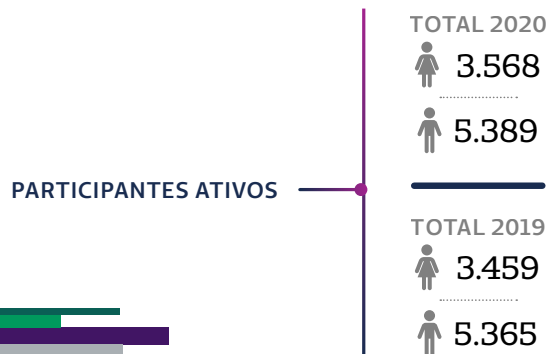 TOTAL 2020
3.568
5.389
PARTICIPANTES ATIVOS
TOTAL 2019
3.459
5.365